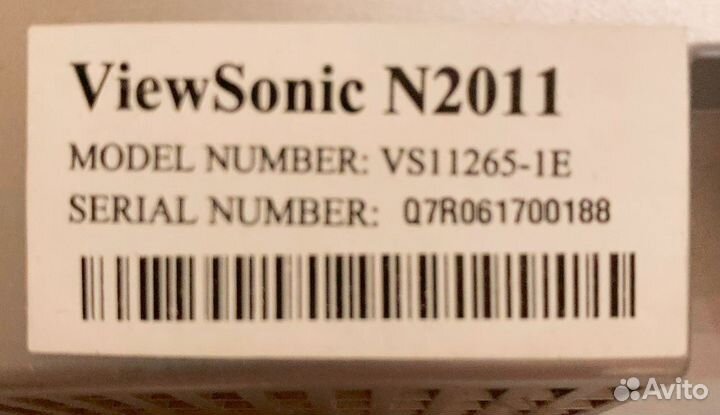 ViewSonic N2011
MODEL NUMBER: VS11265-1E
SERIAL NUMBER: Q7R061700188
Avito